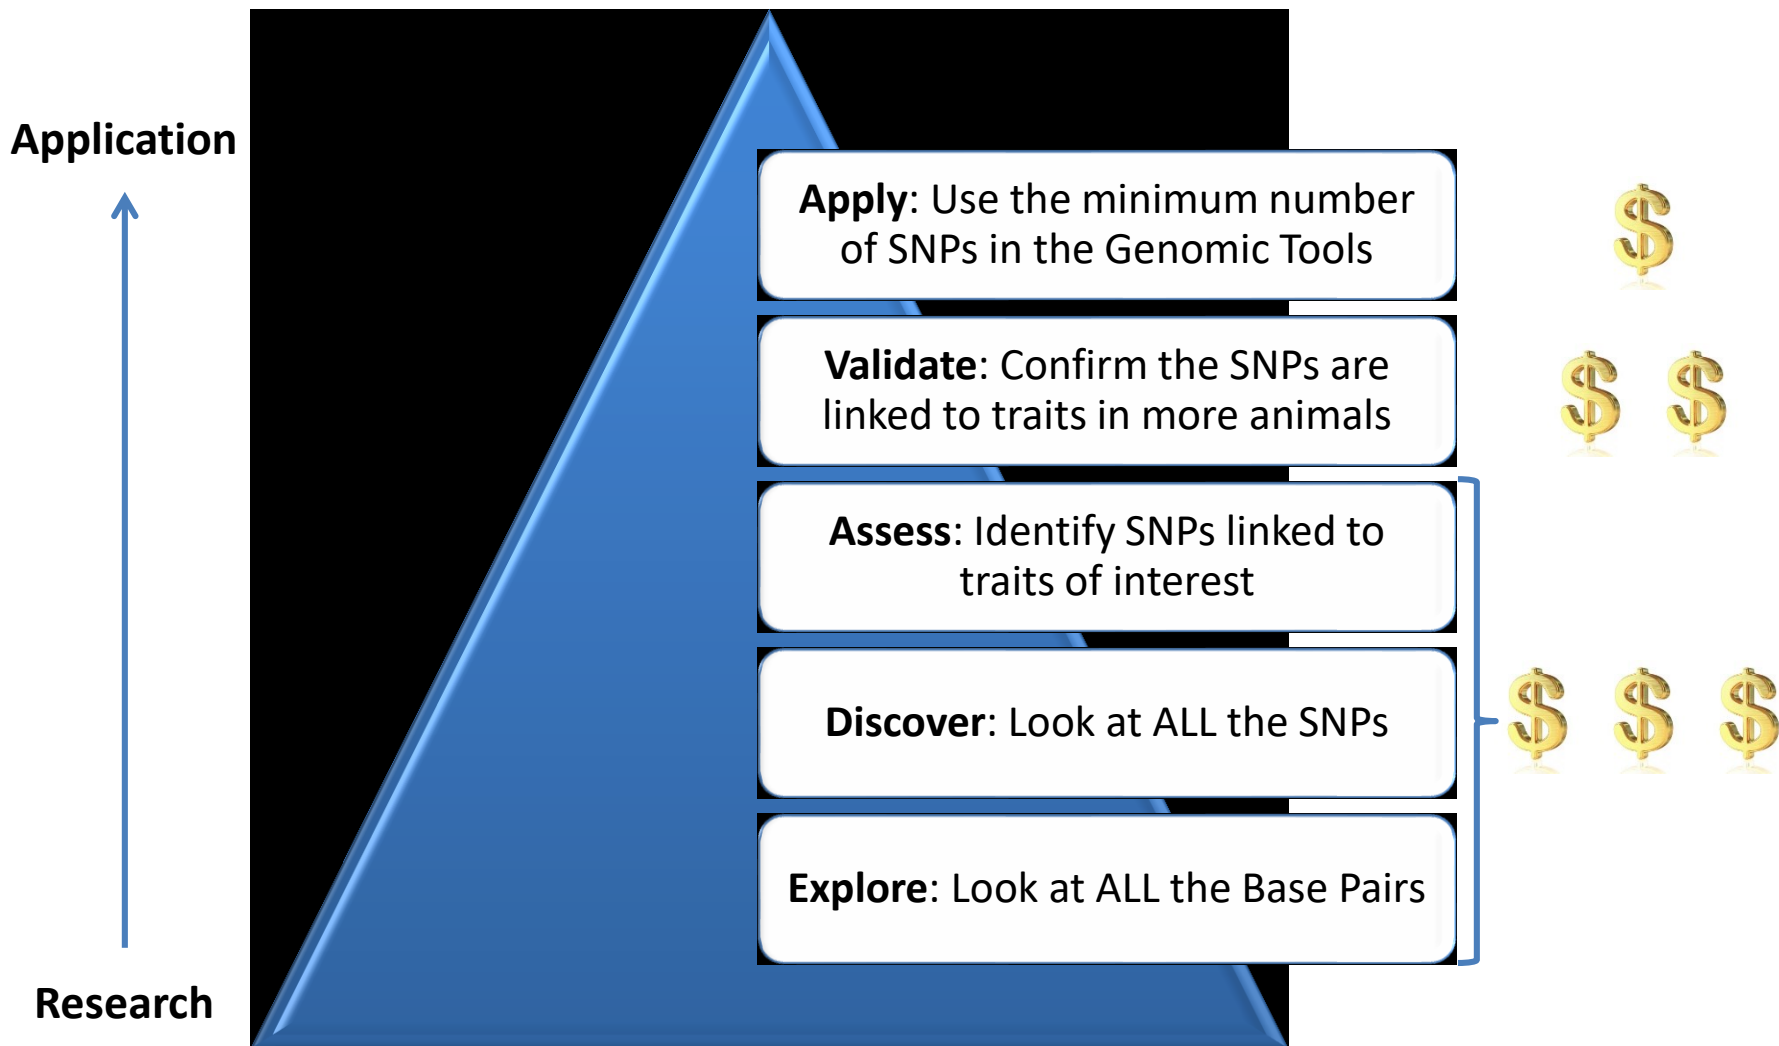 Application
Apply: Use the minimum number
of SNPs in the Genomic Tools
$
Validate: Confirm the SNPs are
linked to traits in more animals
$ $
Assess: Identify SNPs linked to
traits of interest
Discover: Look at ALL the SNPs
$ $ $
Explore: Look at ALL the Base Pairs
Research